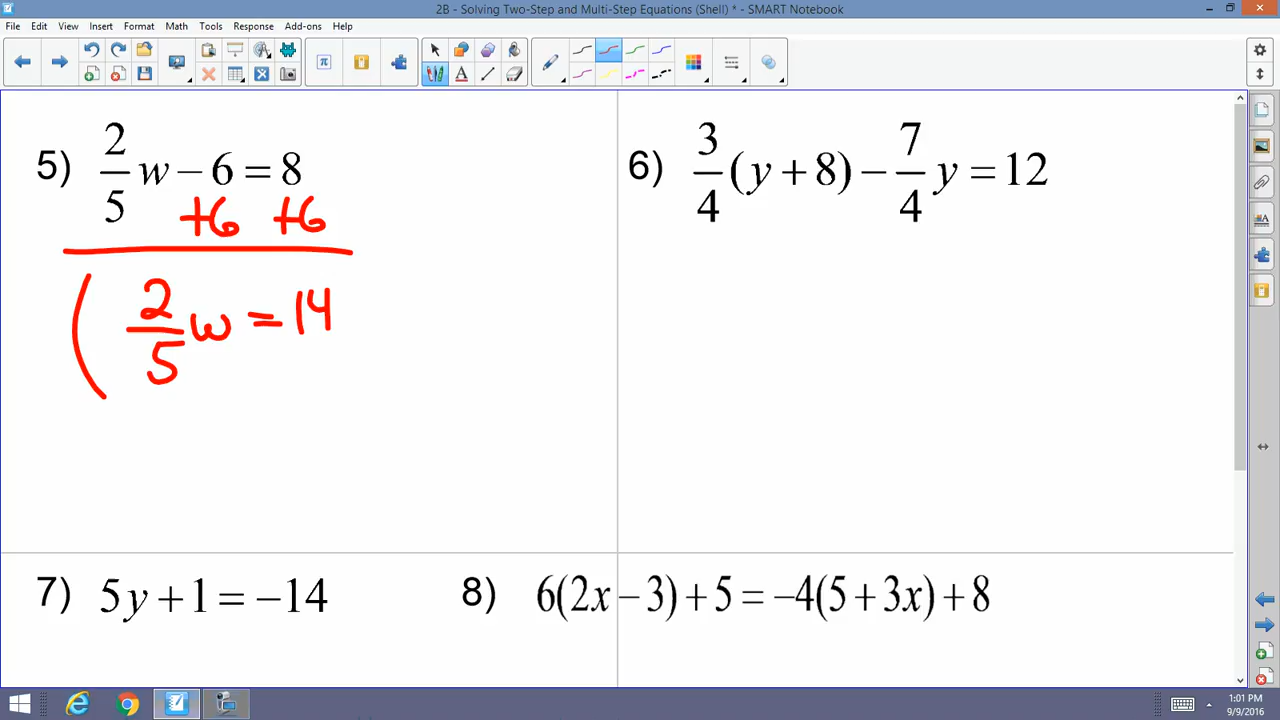 2B - Solving Two-Step and Multi-Step Equations (Shell) * - SMART Notebook
File Edit View Insert Format Math Tools Response Add-ons Help
5) 2/5 w − 6 = 8
+6 +6
( 2/5 w = 14
6) 3/4 (y + 8) − 7/4 y = 12
7) 5y + 1 = −14
8) 6(2x − 3) + 5 = −4(5 + 3x) + 8
1:01 PM
9/9/2016